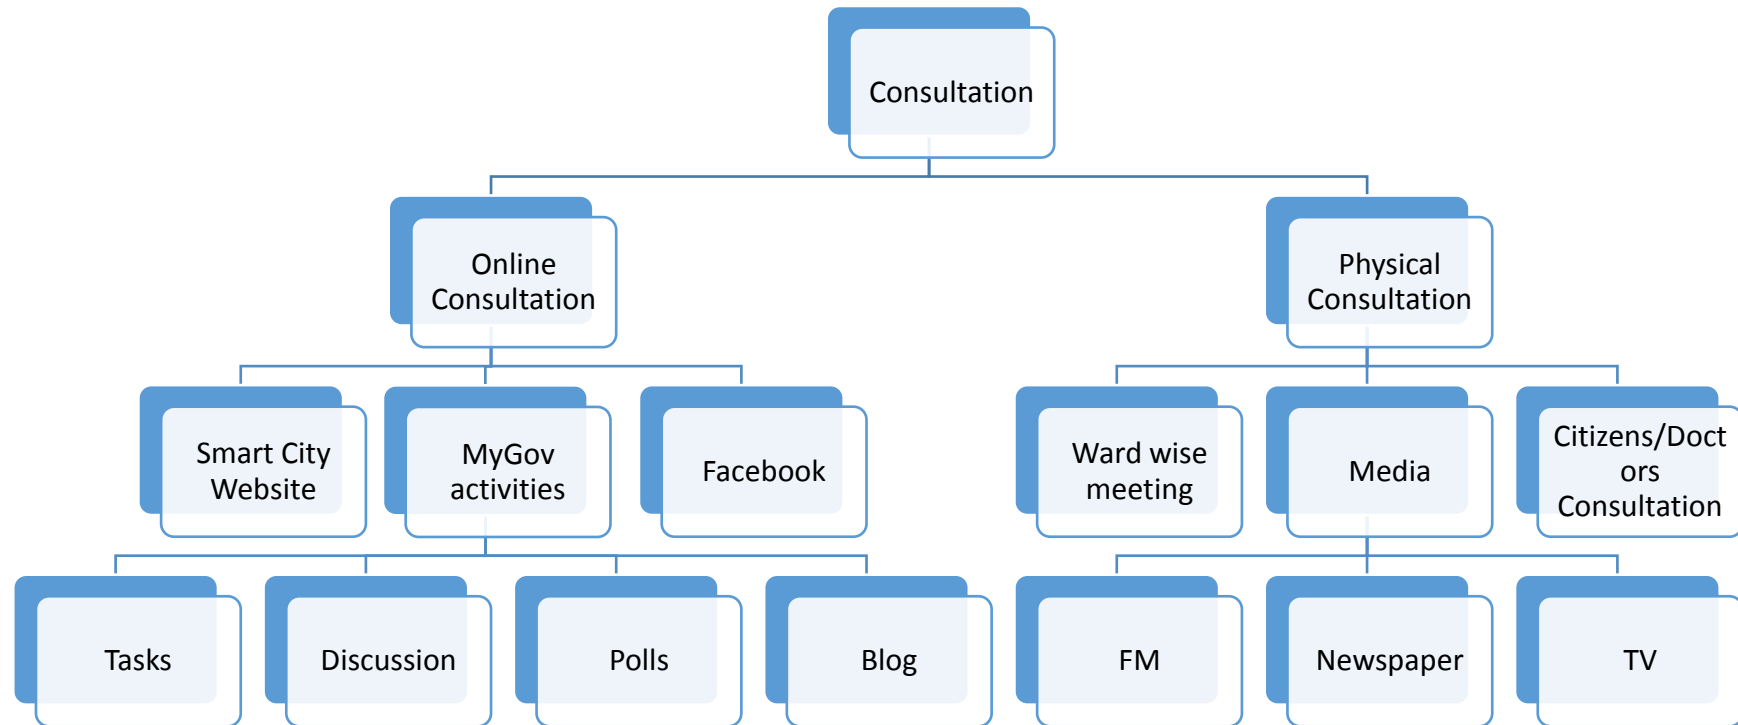 Consultation
Online
Consultation
Physical
Consultation
Smart City
Website
MyGov
activities
Facebook
Ward wise
meeting
Media
Citizens/Doct
ors
Consultation
Tasks
Discussion
Polls
Blog
FM
Newspaper
TV